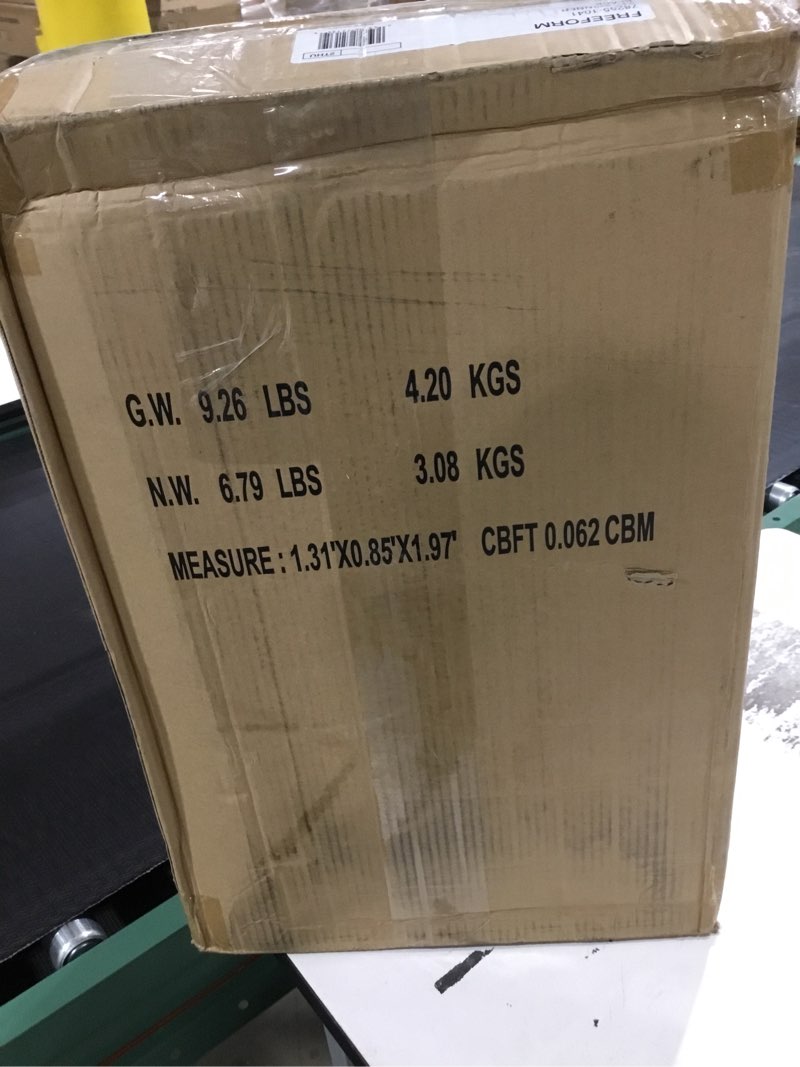 FREEFORM
G.W. 9.26 LBS 4.20 KGS
N.W. 6.79 LBS 3.08 KGS
MEASURE : 1.31'X0.85'X1.97' CBFT 0.062 CBM